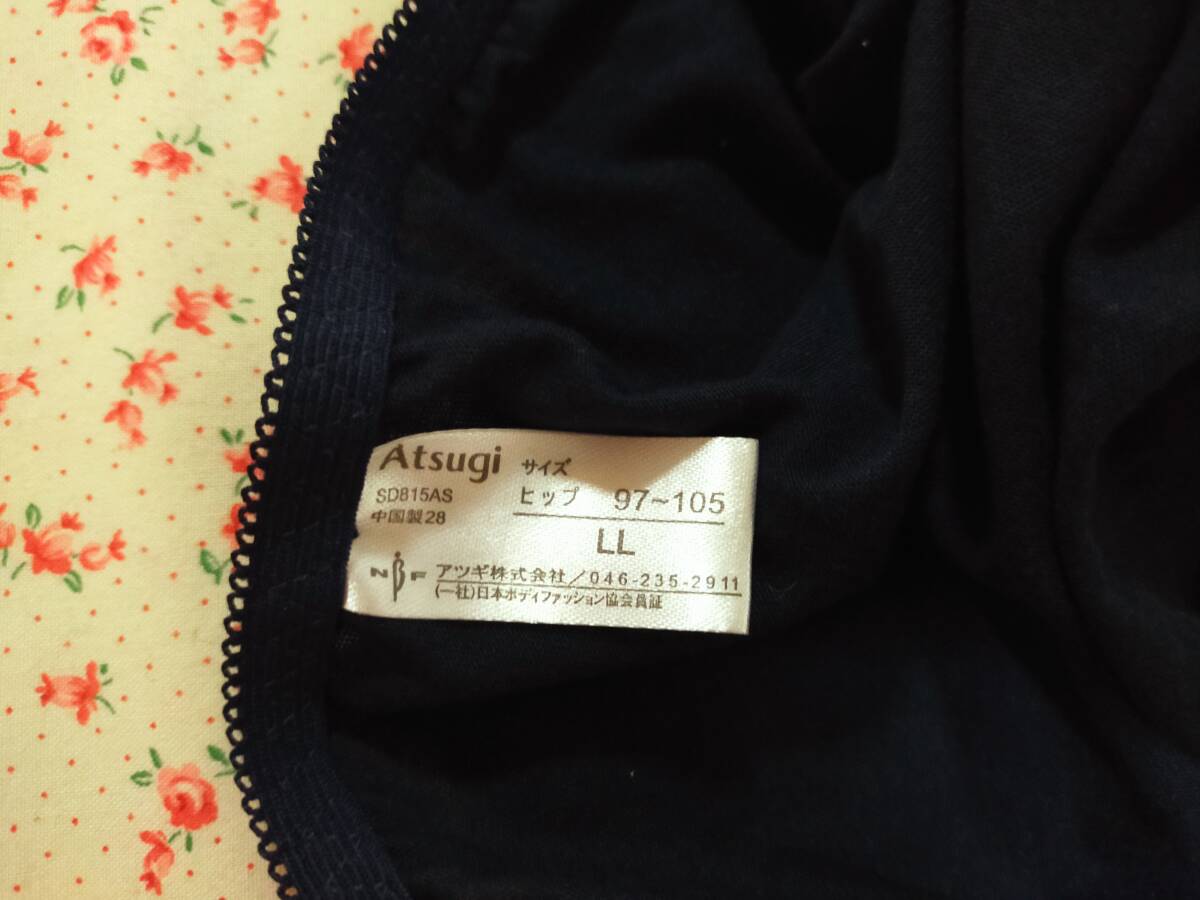 Atsugi サイズ
SD815AS ヒップ 97~105
中国製28
LL
NBF アツギ株式会社/046-235-2911
(一社)日本ボディファッション協会員証